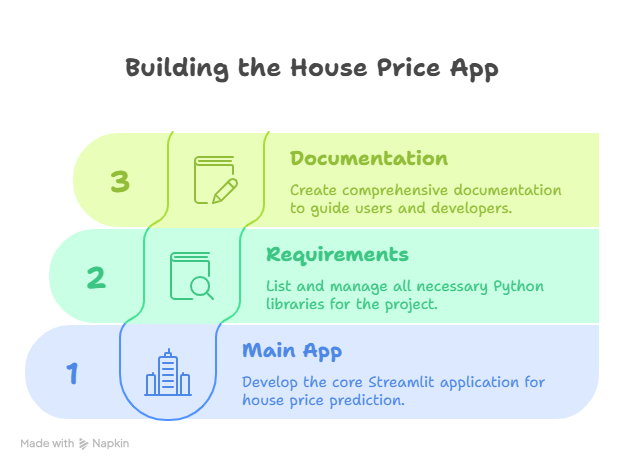 Building the House Price App
3
Documentation
Create comprehensive documentation
to guide users and developers.
2
Requirements
List and manage all necessary Python
libraries for the project.
1
Main App
Develop the core Streamlit application for
house price prediction.
Made with Napkin